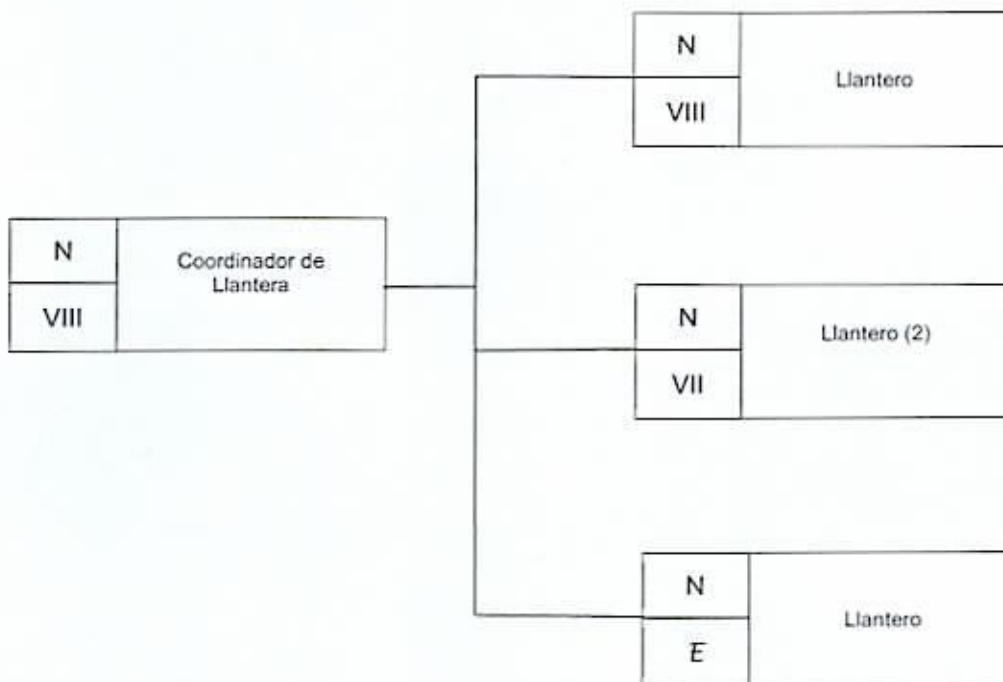 N
VIII
Coordinador de
Llantera
N
VIII
Llantero
N
VII
Llantero (2)
N
E
Llantero